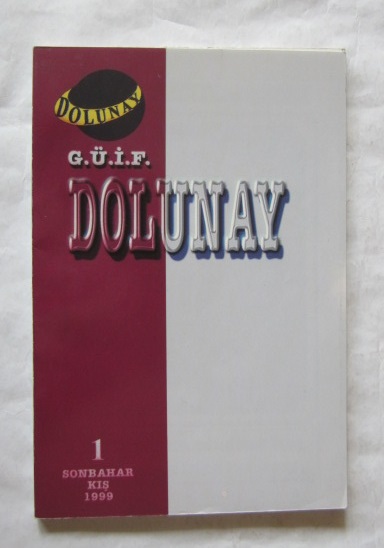 DOLUNAY
G.Ü.İ.F.
DOLUNAY
1
SONBAHAR
KIŞ
1999